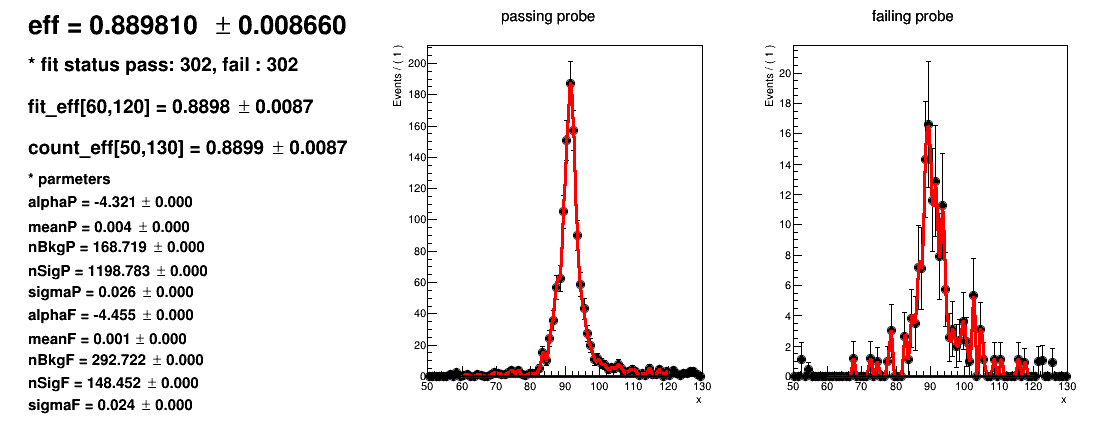 eff = 0.889810 ± 0.008660
* fit status pass: 302, fail : 302
fit_eff[60,120] = 0.8898 ± 0.0087
count_eff[50,130] = 0.8899 ± 0.0087
* parmeters
alphaP = -4.321 ± 0.000
meanP = 0.004 ± 0.000
nBkgP = 168.719 ± 0.000
nSigP = 1198.783 ± 0.000
sigmaP = 0.026 ± 0.000
alphaF = -4.455 ± 0.000
meanF = 0.001 ± 0.000
nBkgF = 292.722 ± 0.000
nSigF = 148.452 ± 0.000
sigmaF = 0.024 ± 0.000
passing probe
Events / ( 1 )
200
180
160
140
120
100
80
60
40
20
0
50 60 70 80 90 100 110 120 130
x
failing probe
Events / ( 1 )
20
18
16
14
12
10
8
6
4
2
0
50 60 70 80 90 100 110 120 130
x